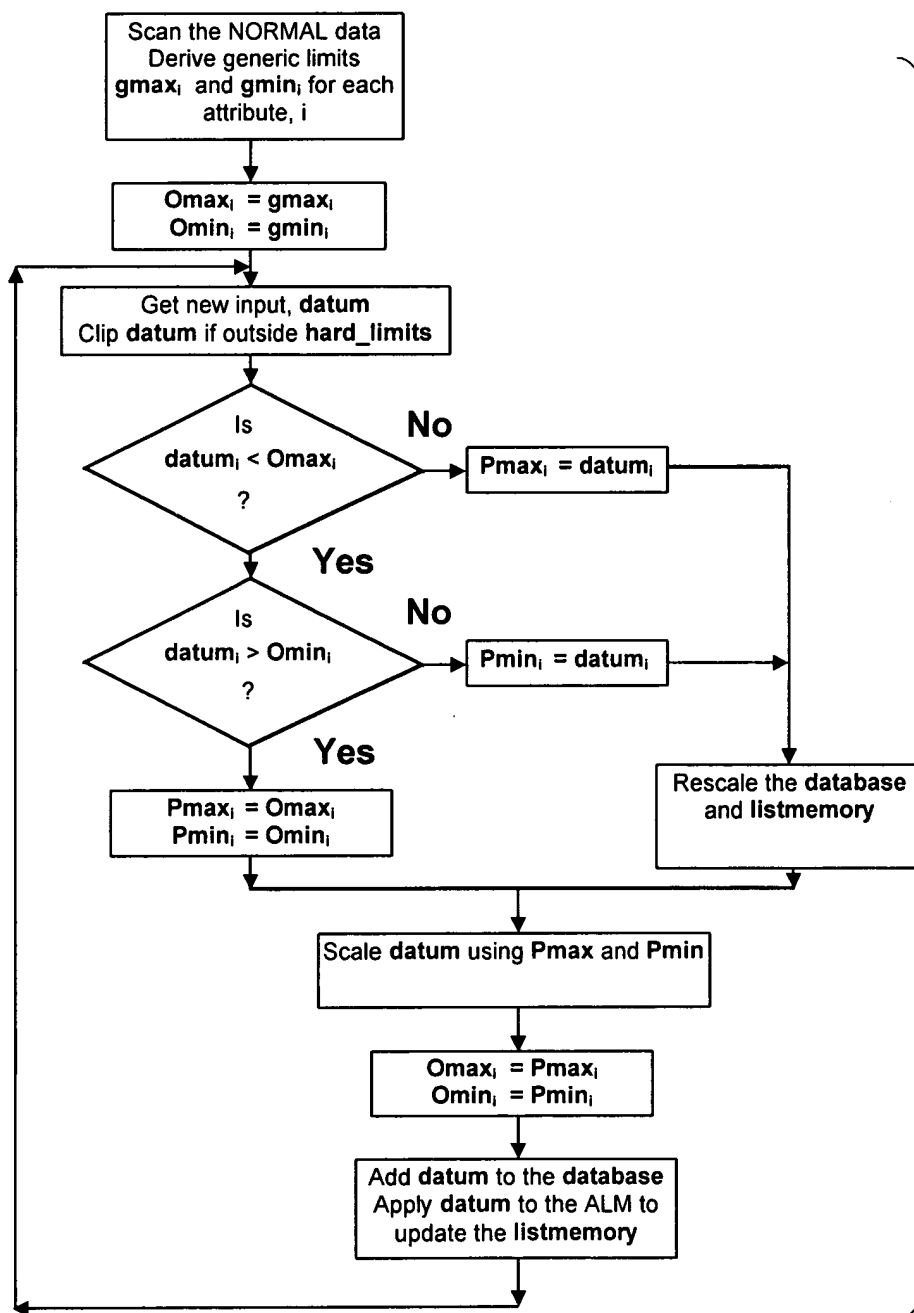 Scan the NORMAL data
Derive generic limits
gmaxᵢ and gminᵢ for each
attribute, i
Omaxᵢ = gmaxᵢ
Ominᵢ = gminᵢ
Get new input, datum
Clip datum if outside hard_limits
Is
datumᵢ < Omaxᵢ
?
No
Pmaxᵢ = datumᵢ
Yes
Is
datumᵢ > Ominᵢ
?
No
Pminᵢ = datumᵢ
Yes
Pmaxᵢ = Omaxᵢ
Pminᵢ = Ominᵢ
Rescale the database
and listmemory
Scale datum using Pmax and Pmin
Omaxᵢ = Pmaxᵢ
Ominᵢ = Pminᵢ
Add datum to the database
Apply datum to the ALM to
update the listmemory